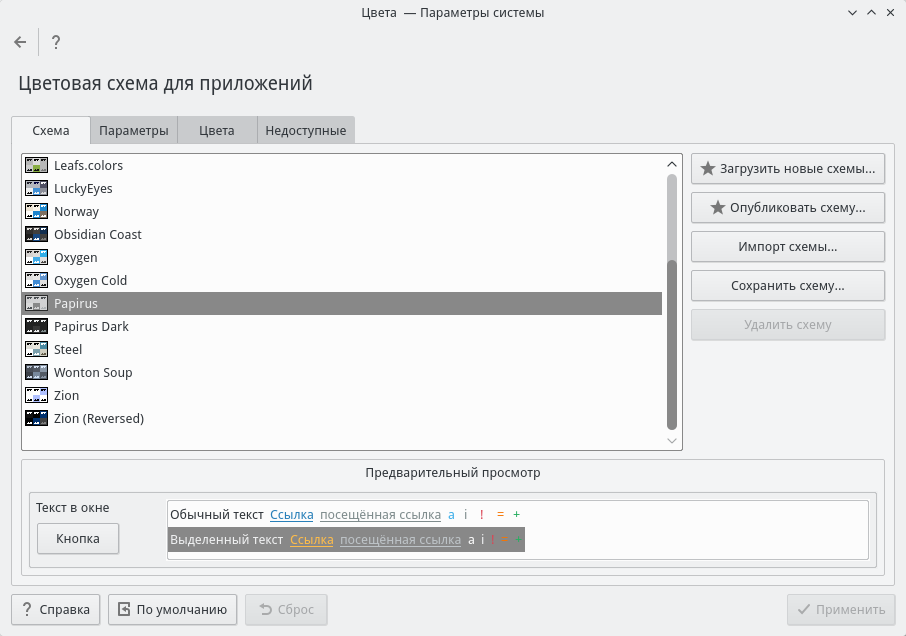 Цвета — Параметры системы
?
Цветовая схема для приложений
Схема Параметры Цвета Недоступные
Leafs.colors
LuckyEyes
Norway
Obsidian Coast
Oxygen
Oxygen Cold
Papirus
Papirus Dark
Steel
Wonton Soup
Zion
Zion (Reversed)
Загрузить новые схемы...
Опубликовать схему...
Импорт схемы...
Сохранить схему...
Удалить схему
Предварительный просмотр
Текст в окне
Кнопка
Обычный текст Ссылка посещённая ссылка a i ! = +
Выделенный текст Ссылка посещённая ссылка a i ! = +
? Справка По умолчанию Сброс Применить